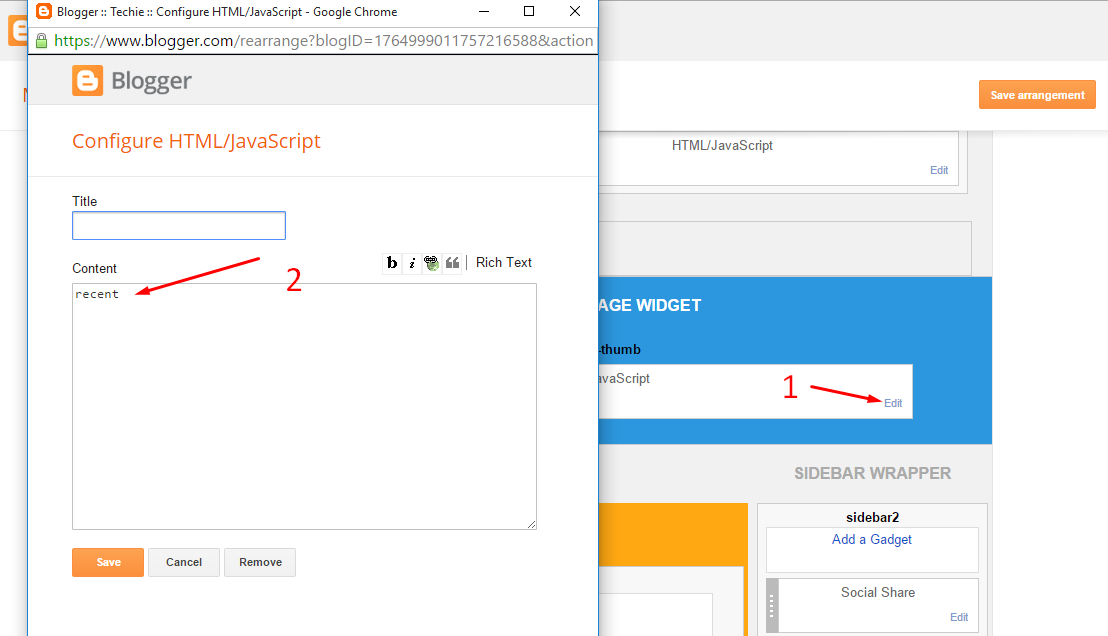 Blogger :: Techie :: Configure HTML/JavaScript - Google Chrome
https://www.blogger.com/rearrange?blogID=1764999011757216588&action
Blogger
Save arrangement
Configure HTML/JavaScript
HTML/JavaScript
Edit
Title
Content
b i Rich Text
2
recent
AGE WIDGET
-thumb
avaScript
1
Edit
SIDEBAR WRAPPER
sidebar2
Add a Gadget
Save Cancel Remove
Social Share
Edit